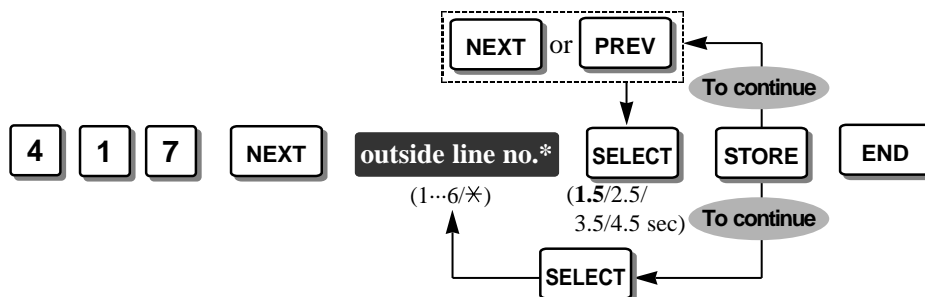 NEXT or PREV
To continue
4 1 7 NEXT outside line no.* SELECT STORE END
(1···6/✳) (1.5/2.5/
3.5/4.5 sec)
To continue
SELECT